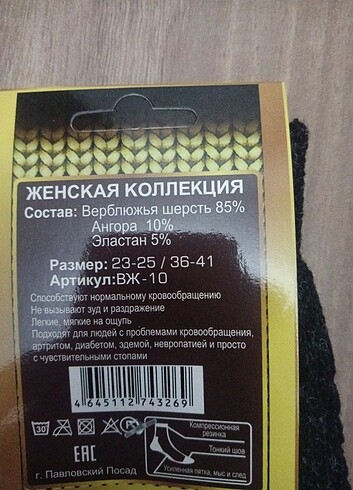 ЖЕНСКАЯ КОЛЛЕКЦИЯ
Состав: Верблюжья шерсть 85%
Ангора 10%
Эластан 5%
Размер: 23-25 / 36-41
Артикул:ВЖ-10
Способствуют нормальному кровообращению
Не вызывают зуд и раздражение
Легкие, мягкие на ощупь
Подходят для людей с проблемами кровообращения,
артритом, диабетом, эдемой, невропатией и просто
с чувствительными стопами
4 645112 743269
30
ЕАС
г. Павловский Посад
Компрессионная
резинка
Тонкий шов
Усиленная пятка, мыс и след